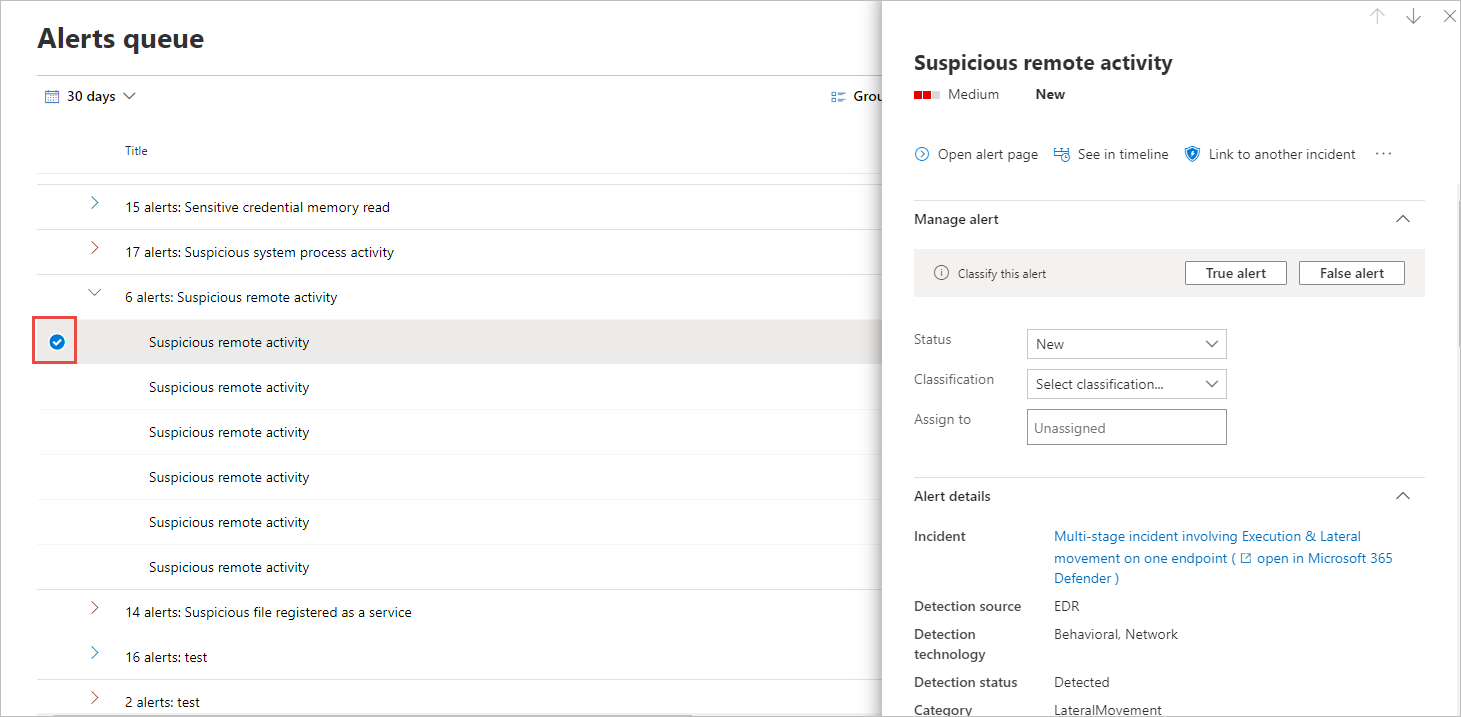 Alerts queue
30 days
Grou
Title
15 alerts: Sensitive credential memory read
17 alerts: Suspicious system process activity
6 alerts: Suspicious remote activity
Suspicious remote activity
Suspicious remote activity
Suspicious remote activity
Suspicious remote activity
Suspicious remote activity
Suspicious remote activity
14 alerts: Suspicious file registered as a service
16 alerts: test
2 alerts: test
Suspicious remote activity
Medium New
Open alert page See in timeline Link to another incident ...
Manage alert
Classify this alert True alert False alert
Status New
Classification Select classification...
Assign to Unassigned
Alert details
Incident Multi-stage incident involving Execution & Lateral
movement on one endpoint ( open in Microsoft 365
Defender )
Detection source EDR
Detection Behavioral, Network
technology
Detection status Detected
Category LateralMovement